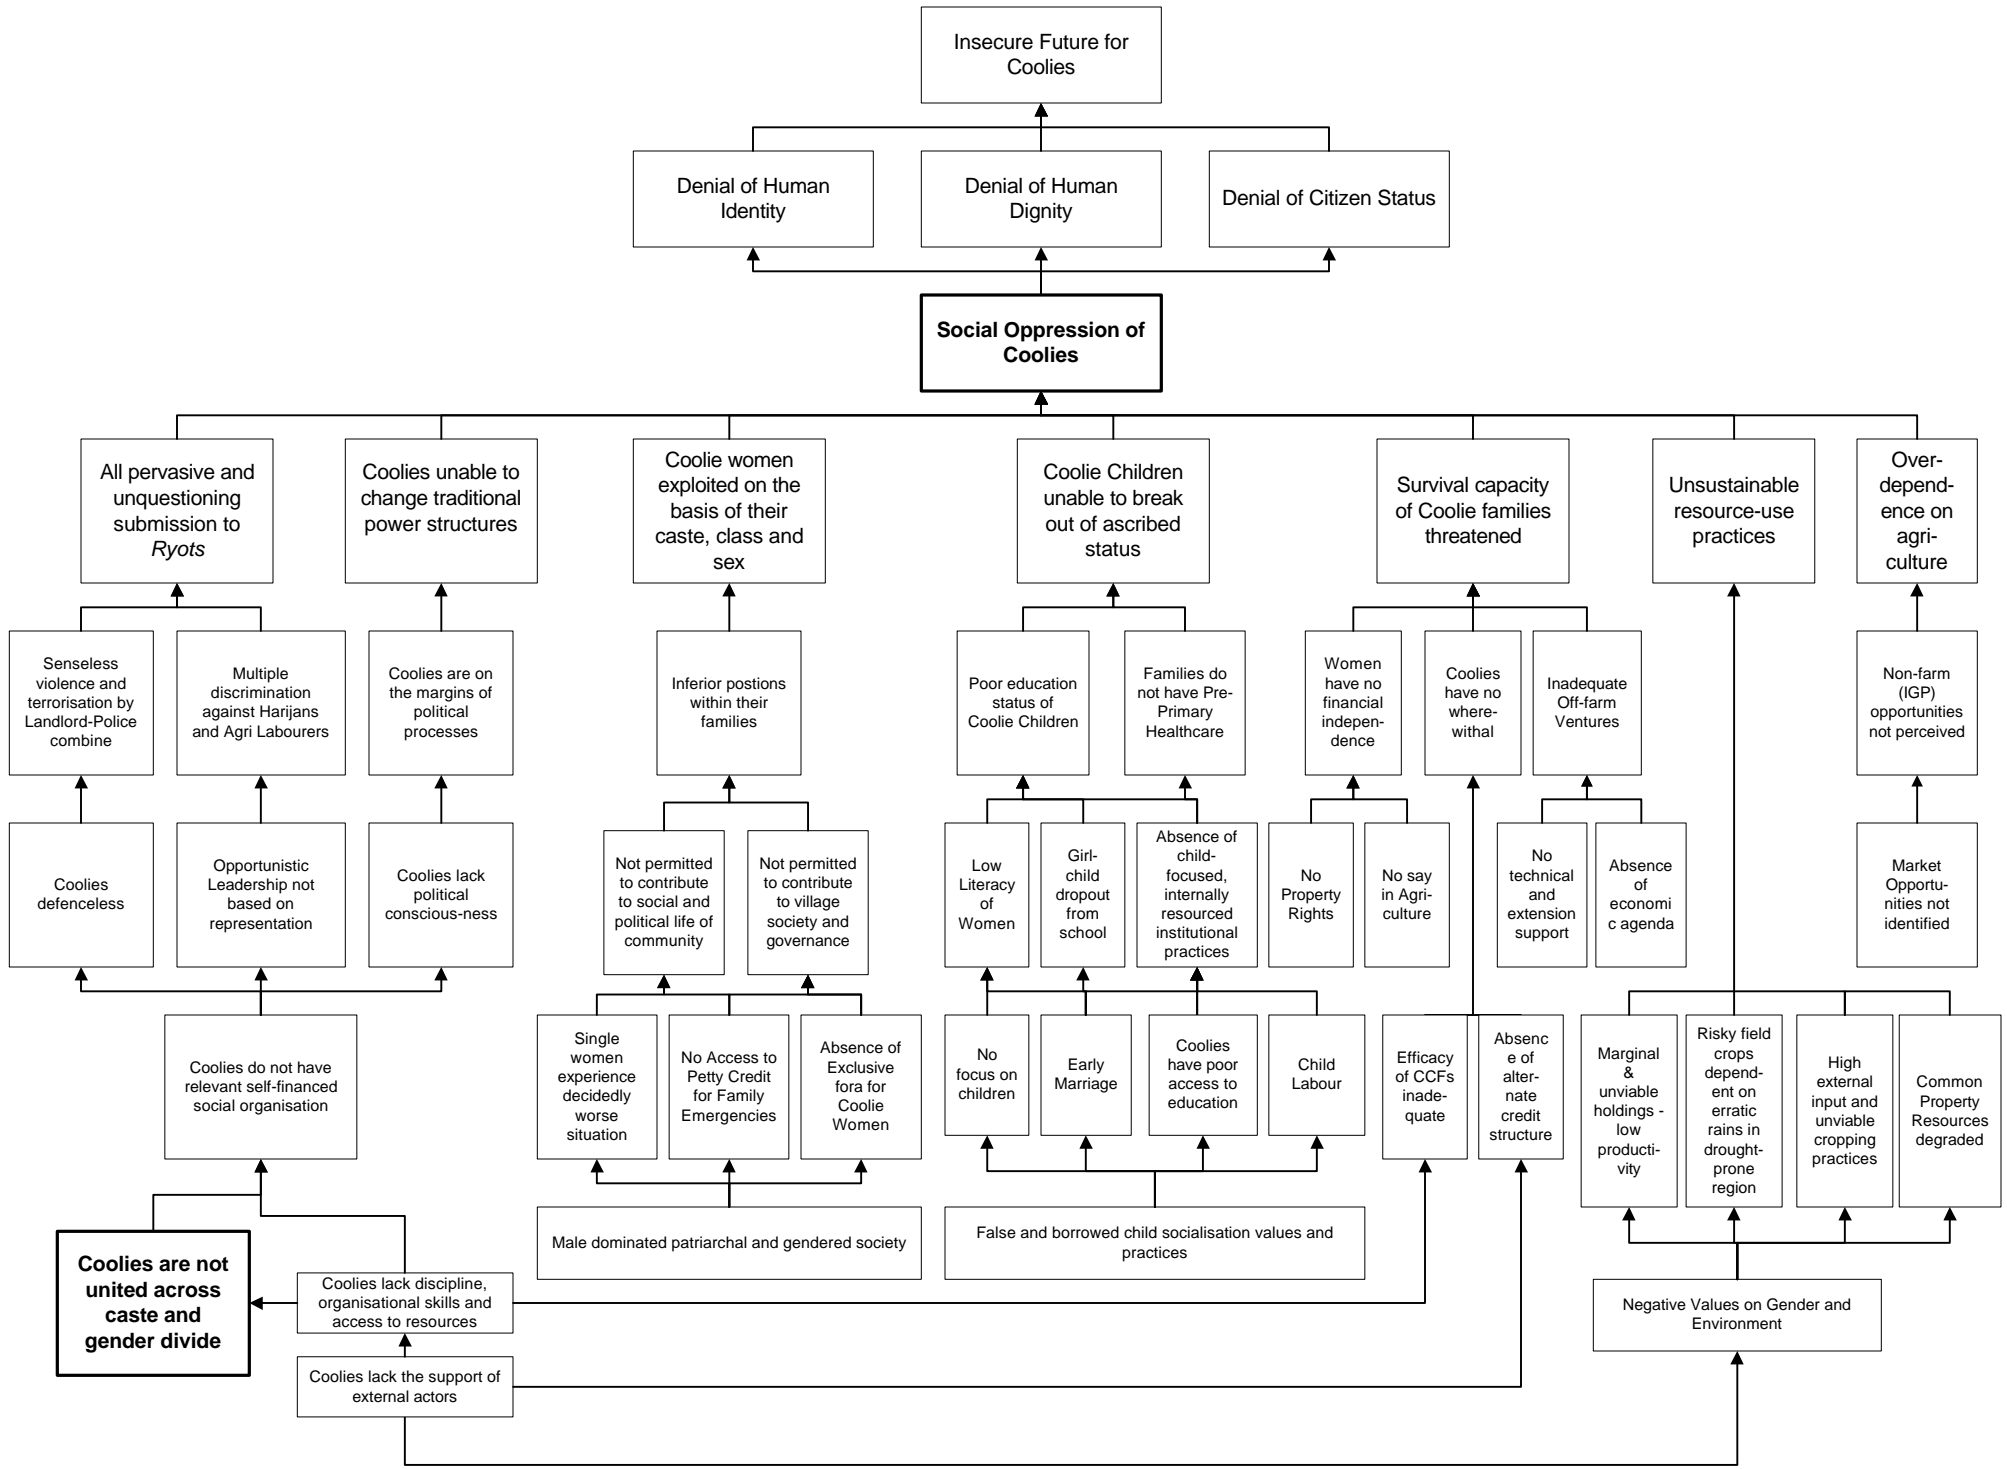 Insecure Future for
Coolies
Denial of Human
Identity
Denial of Human
Dignity
Denial of Citizen Status
Social Oppression of
Coolies
All pervasive and
unquestioning
submission to
Ryots
Coolies unable to
change traditional
power structures
Coolie women
exploited on the
basis of their
caste, class and
sex
Coolie Children
unable to break
out of ascribed
status
Survival capacity
of Coolie families
threatened
Unsustainable
resource-use
practices
Over-
depend-
ence on
agri-
culture
Senseless
violence and
terrorisation by
Landlord-Police
combine
Multiple
discrimination
against Harijans
and Agri Labourers
Coolies are on
the margins of
political
processes
Inferior postions
within their
families
Poor education
status of
Coolie Children
Families do
not have Pre-
Primary
Healthcare
Women
have no
financial
indepen-
dence
Coolies
have no
where-
withal
Inadequate
Off-farm
Ventures
Non-farm
(IGP)
opportunities
not perceived
Coolies
defenceless
Opportunistic
Leadership not
based on
representation
Coolies lack
political
conscious-ness
Not permitted
to contribute
to social and
political life of
community
Not permitted
to contribute
to village
society and
governance
Low
Literacy
of
Women
Girl-
child
dropout
from
school
Absence of
child-
focused,
internally
resourced
institutional
practices
No
Property
Rights
No say
in Agri-
culture
No
technical
and
extension
support
Absence
of
economi
c agenda
Market
Opportu-
nities not
identified
Coolies do not have
relevant self-financed
social organisation
Single
women
experience
decidedly
worse
situation
No Access to
Petty Credit
for Family
Emergencies
Absence of
Exclusive
fora for
Coolie
Women
No
focus on
children
Early
Marriage
Coolies
have poor
access to
education
Child
Labour
Efficacy
of CCFs
inade-
quate
Absenc
e of
alter-
nate
credit
structure
Marginal
&
unviable
holdings -
low
producti-
vity
Risky field
crops
depend-
ent on
erratic
rains in
drought-
prone
region
High
external
input and
unviable
cropping
practices
Common
Property
Resources
degraded
Coolies are not
united across
caste and
gender divide
Male dominated patriarchal and gendered society
False and borrowed child socialisation values and
practices
Coolies lack discipline,
organisational skills and
access to resources
Negative Values on Gender and
Environment
Coolies lack the support of
external actors